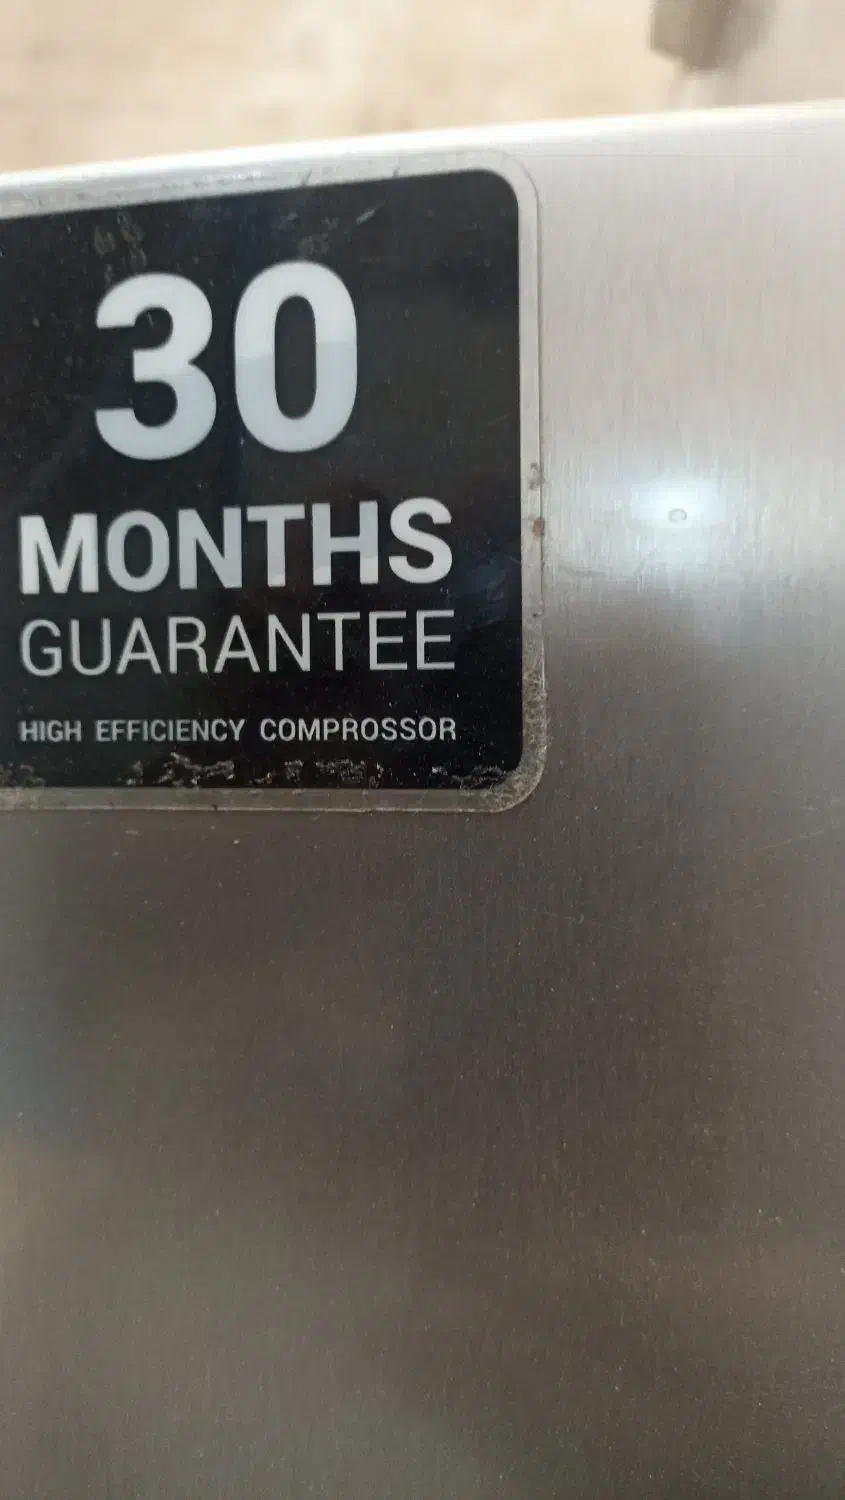 30
MONTHS
GUARANTEE
HIGH EFFICIENCY COMPROSSOR